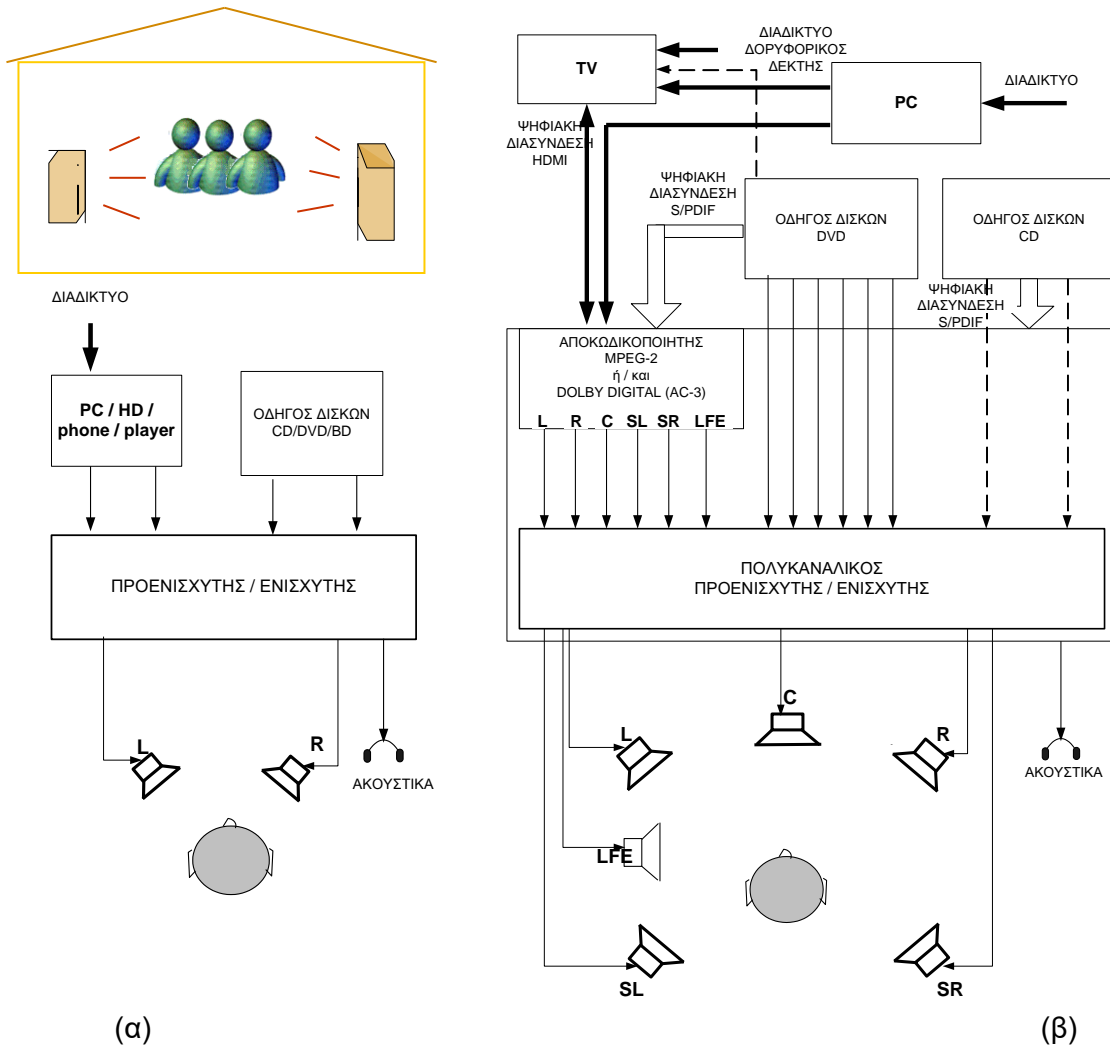 ΔΙΑΔΙΚΤΥΟ
PC / HD /
phone / player
ΟΔΗΓΟΣ ΔΙΣΚΩΝ
CD/DVD/BD
ΠΡΟΕΝΙΣΧΥΤΗΣ / ΕΝΙΣΧΥΤΗΣ
L
R
ΑΚΟΥΣΤΙΚΑ
(α)
TV
ΔΙΑΔΙΚΤΥΟ
ΔΟΡΥΦΟΡΙΚΟΣ
ΔΕΚΤΗΣ
PC
ΔΙΑΔΙΚΤΥΟ
ΨΗΦΙΑΚΗ
ΔΙΑΣΥΝΔΕΣΗ
HDMI
ΨΗΦΙΑΚΗ
ΔΙΑΣΥΝΔΕΣΗ
S/PDIF
ΟΔΗΓΟΣ ΔΙΣΚΩΝ
DVD
ΟΔΗΓΟΣ ΔΙΣΚΩΝ
CD
ΨΗΦΙΑΚΗ
ΔΙΑΣΥΝΔΕΣΗ
S/PDIF
ΑΠΟΚΩΔΙΚΟΠΟΙΗΤΗΣ
MPEG-2
ή / και
DOLBY DIGITAL (AC-3)
L R C SL SR LFE
ΠΟΛΥΚΑΝΑΛΙΚΟΣ
ΠΡΟΕΝΙΣΧΥΤΗΣ / ΕΝΙΣΧΥΤΗΣ
C
L
R
ΑΚΟΥΣΤΙΚΑ
LFE
SL
SR
(β)